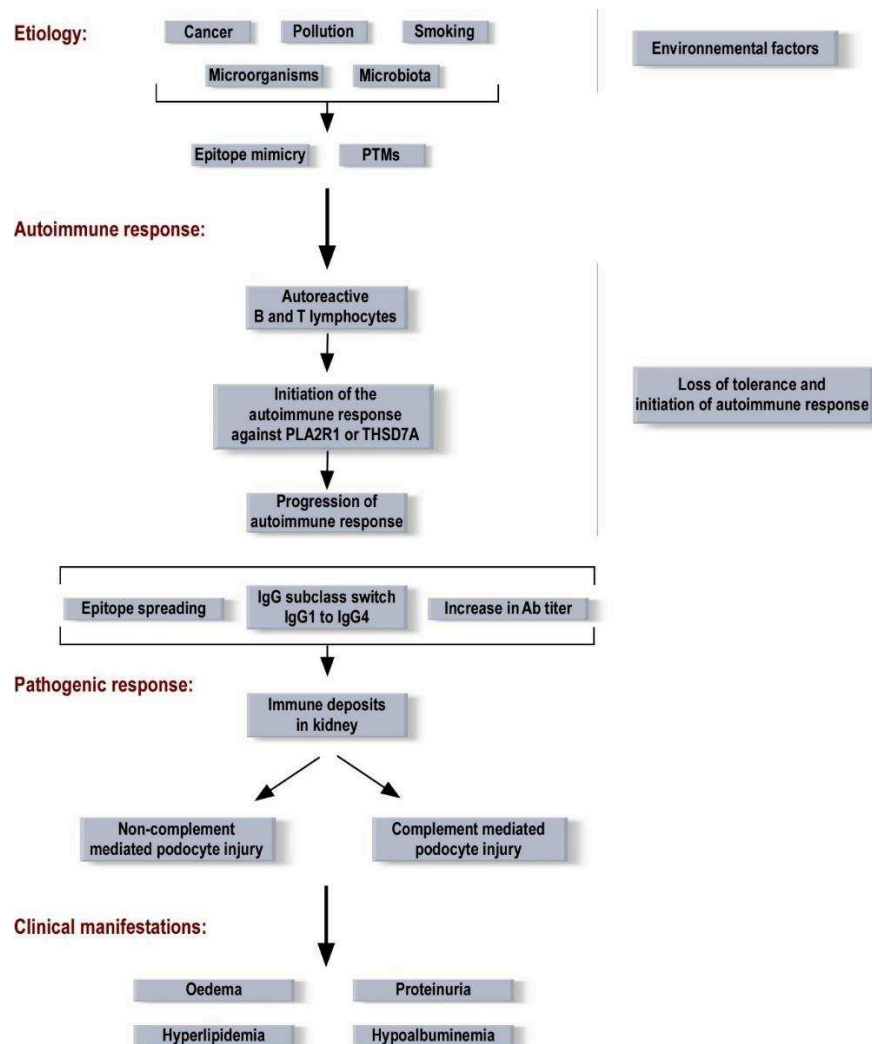 Etiology:
Cancer
Pollution
Smoking
Environnemental factors
Microorganisms
Microbiota
Epitope mimicry
PTMs
Autoimmune response:
Autoreactive
B and T lymphocytes
Initiation of the
autoimmune response
against PLA2R1 or THSD7A
Loss of tolerance and
initiation of autoimmune response
Progression of
autoimmune response
Epitope spreading
IgG subclass switch
IgG1 to IgG4
Increase in Ab titer
Pathogenic response:
Immune deposits
in kidney
Non-complement
mediated podocyte injury
Complement mediated
podocyte injury
Clinical manifestations:
Oedema
Proteinuria
Hyperlipidemia
Hypoalbuminemia